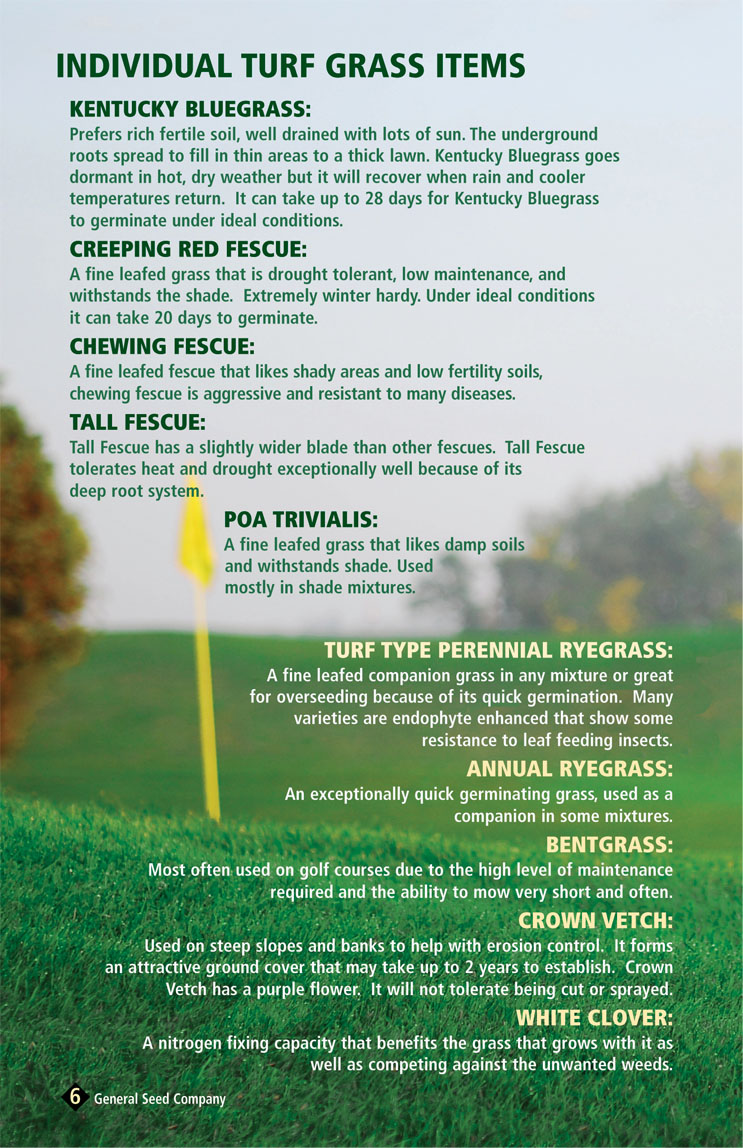 INDIVIDUAL TURF GRASS ITEMS
KENTUCKY BLUEGRASS:
Prefers rich fertile soil, well drained with lots of sun. The underground
roots spread to fill in thin areas to a thick lawn. Kentucky Bluegrass goes
dormant in hot, dry weather but it will recover when rain and cooler
temperatures return.  It can take up to 28 days for Kentucky Bluegrass
to germinate under ideal conditions.
CREEPING RED FESCUE:
A fine leafed grass that is drought tolerant, low maintenance, and
withstands the shade.  Extremely winter hardy. Under ideal conditions
it can take 20 days to germinate.
CHEWING FESCUE:
A fine leafed fescue that likes shady areas and low fertility soils,
chewing fescue is aggressive and resistant to many diseases.
TALL FESCUE:
Tall Fescue has a slightly wider blade than other fescues.  Tall Fescue
tolerates heat and drought exceptionally well because of its
deep root system.
POA TRIVIALIS:
A fine leafed grass that likes damp soils
and withstands shade. Used
mostly in shade mixtures.
TURF TYPE PERENNIAL RYEGRASS:
A fine leafed companion grass in any mixture or great
for overseeding because of its quick germination.  Many
varieties are endophyte enhanced that show some
resistance to leaf feeding insects.
ANNUAL RYEGRASS:
An exceptionally quick germinating grass, used as a
companion in some mixtures.
BENTGRASS:
Most often used on golf courses due to the high level of maintenance
required and the ability to mow very short and often.
CROWN VETCH:
Used on steep slopes and banks to help with erosion control.  It forms
an attractive ground cover that may take up to 2 years to establish.  Crown
Vetch has a purple flower.  It will not tolerate being cut or sprayed.
WHITE CLOVER:
A nitrogen fixing capacity that benefits the grass that grows with it as
well as competing against the unwanted weeds.
6 General Seed Company